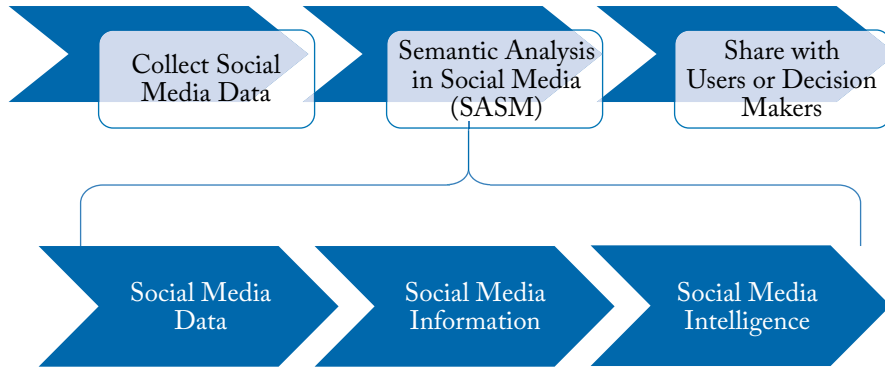 Collect Social
Media Data
Semantic Analysis
in Social Media
(SASM)
Share with
Users or Decision
Makers
Social Media
Data
Social Media
Information
Social Media
Intelligence